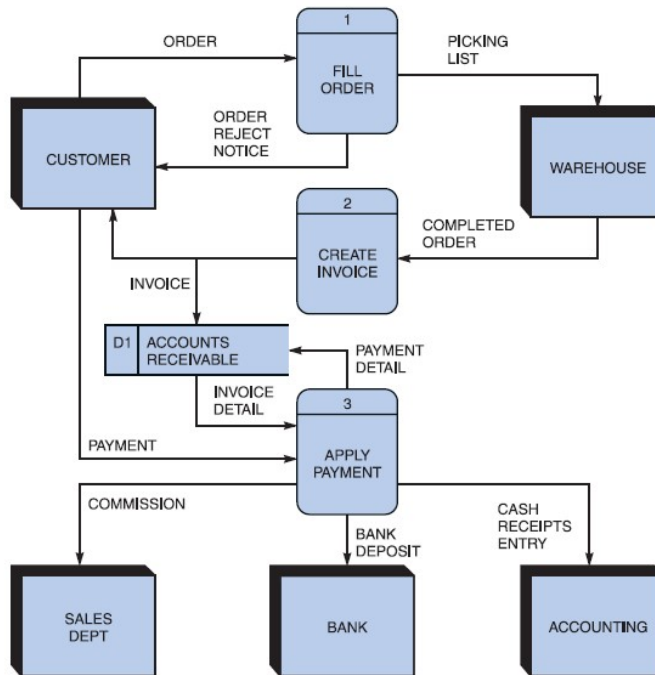 1
ORDER
FILL
ORDER
PICKING
LIST
ORDER
REJECT
NOTICE
CUSTOMER
WAREHOUSE
2
CREATE
INVOICE
COMPLETED
ORDER
INVOICE
D1
ACCOUNTS
RECEIVABLE
PAYMENT
DETAIL
INVOICE
DETAIL
3
APPLY
PAYMENT
PAYMENT
COMMISSION
BANK
DEPOSIT
CASH
RECEIPTS
ENTRY
SALES
DEPT
BANK
ACCOUNTING